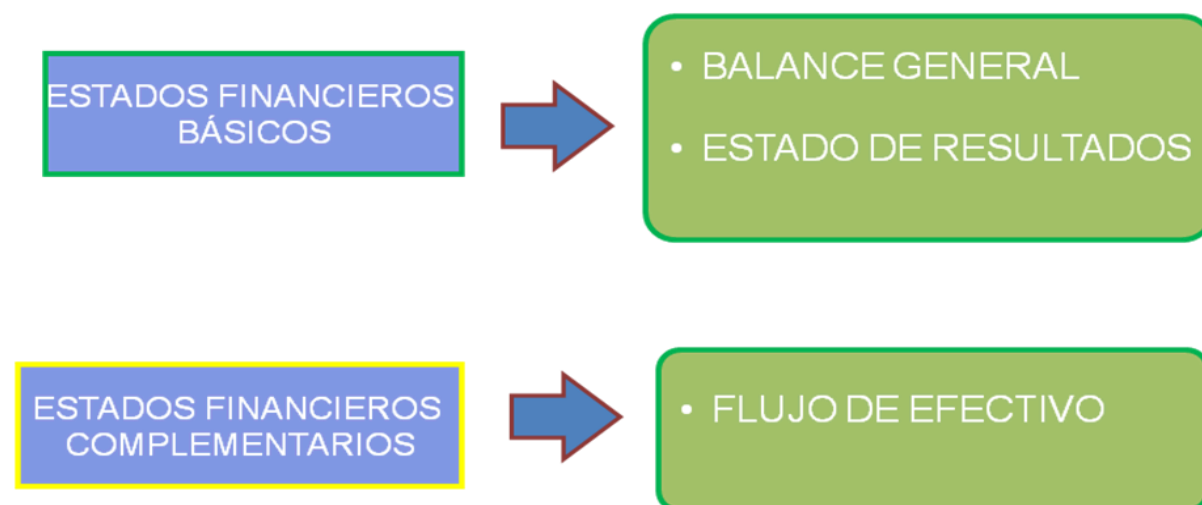 ESTADOS FINANCIEROS
BÁSICOS
• BALANCE GENERAL
• ESTADO DE RESULTADOS
ESTADOS FINANCIEROS
COMPLEMENTARIOS
• FLUJO DE EFECTIVO